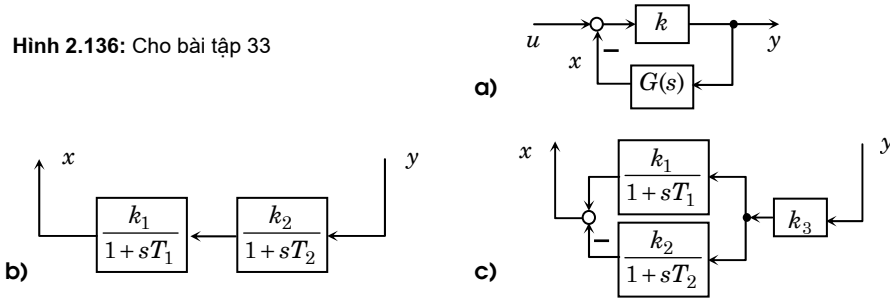 Hình 2.136: Cho bài tập 33
u
k
y
x
−
G(s)
a)
x
y
k₁
1 + sT₁
k₂
1 + sT₂
b)
x
y
k₁
1 + sT₁
k₃
−
k₂
1 + sT₂
c)